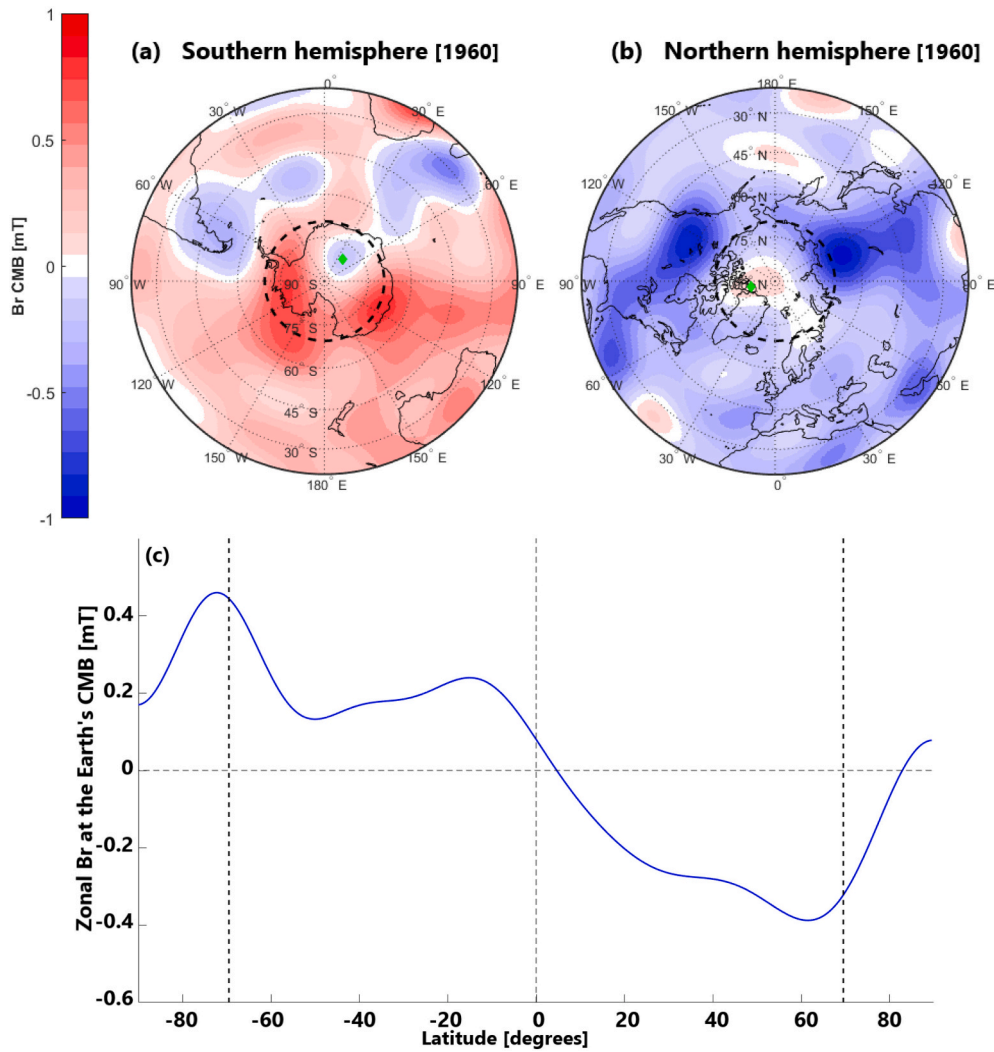 1
0.5
0
-0.5
-1
Br CMB [mT]
(a) Southern hemisphere [1960]
0°
30° W
30° E
60° W
60° E
90° W
90° E
90° S
75° S
60° S
45° S
30° S
120° W
120° E
150° W
150° E
180° E
(b) Northern hemisphere [1960]
180° E
150° W
30° N
45° N
60° N
75° N
120° W
90° E
60° W
60° E
30° W
30° E
0°
(c)
Zonal Br at the Earth's CMB [mT]
0.4
0.2
0
-0.2
-0.4
-0.6
-80
-60
-40
-20
0
20
40
60
80
Latitude [degrees]